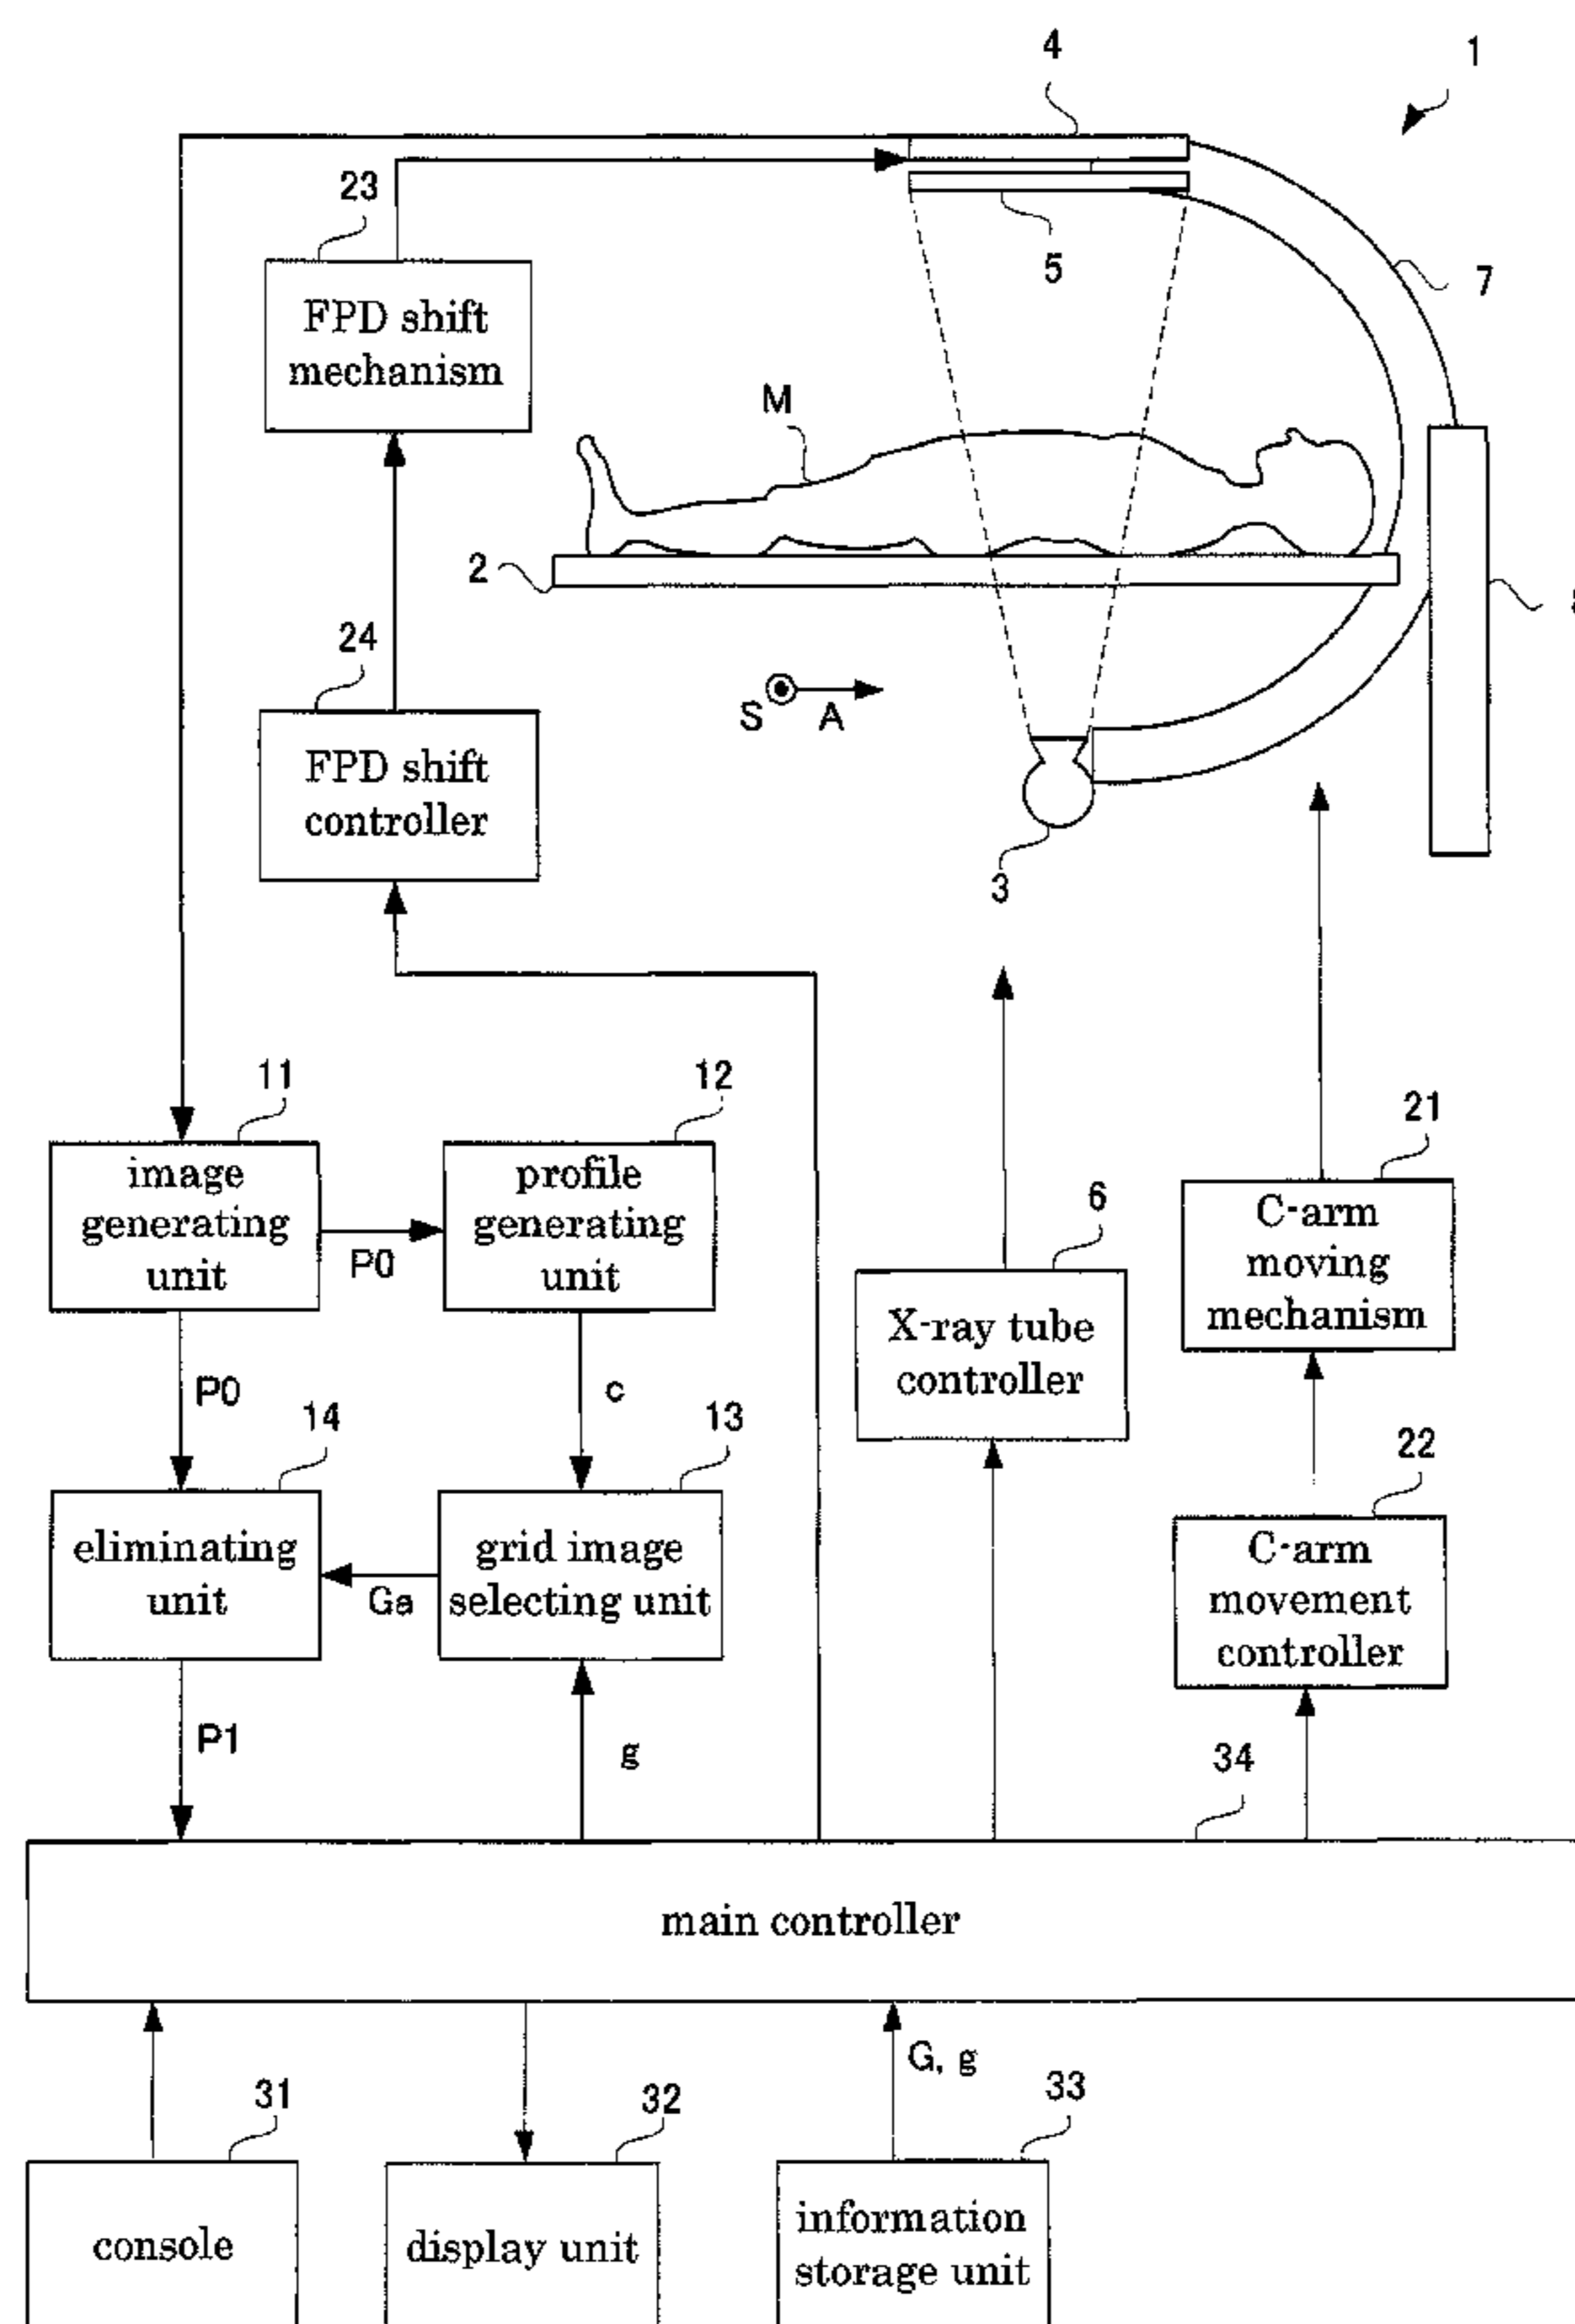 4
1
23
5
7
FPD shift
mechanism
M
2
24
S
A
FPD shift
controller
3
11
12
21
image
generating
unit
P0
profile
generating
unit
6
C-arm
moving
mechanism
X-ray tube
controller
P0
c
14
13
22
eliminating
unit
Ga
grid image
selecting unit
C-arm
movement
controller
P1
g
34
main controller
G, g
31
32
33
console
display unit
information
storage unit